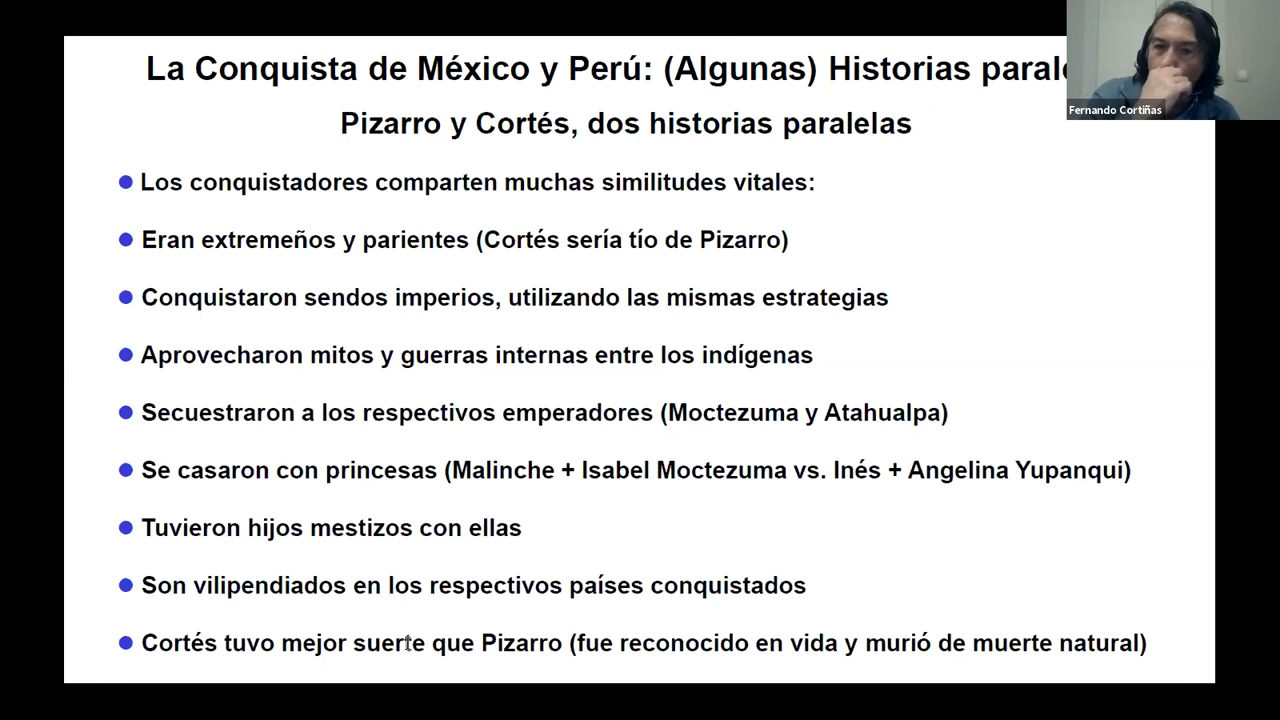 La Conquista de México y Perú: (Algunas) Historias
Pizarro y Cortés, dos historias paralelas
Los conquistadores comparten muchas similitudes vitales:
Eran extremeños y parientes (Cortés sería tío de Pizarro)
Conquistaron sendos imperios, utilizando las mismas estrategias
Aprovecharon mitos y guerras internas entre los indígenas
Secuestraron a los respectivos emperadores (Moctezuma y Atahualpa)
Se casaron con princesas (Malinche + Isabel Moctezuma vs. Inés + Angelina Yupanqui)
Tuvieron hijos mestizos con ellas
Son vilipendiados en los respectivos países conquistados
Cortés tuvo mejor suerte que Pizarro (fue reconocido en vida y murió de muerte natural)
Fernando Cortiñas